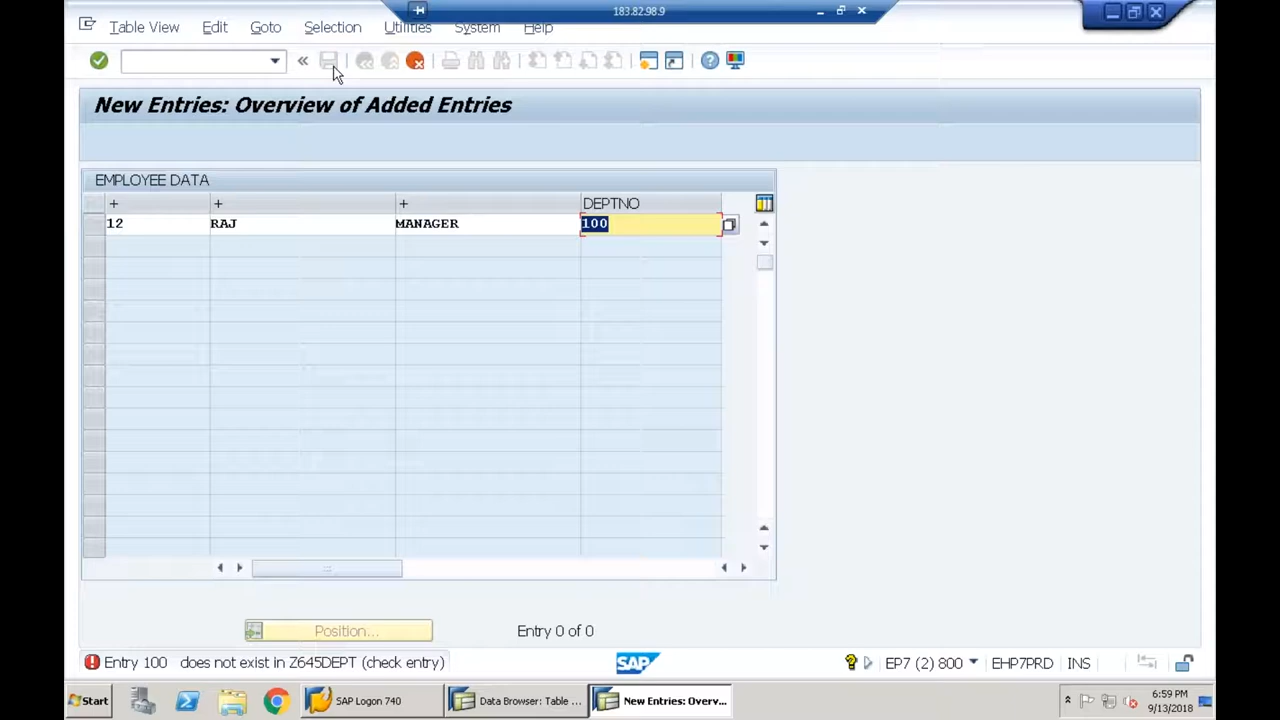 183.82.98.9
Table View Edit Goto Selection Utilities System Help
New Entries: Overview of Added Entries
EMPLOYEE DATA
+ + + DEPTNO
12 RAJ MANAGER 100
Position... Entry 0 of 0
Entry 100 does not exist in Z645DEPT (check entry) SAP EP7 (2) 800 EHP7PRD INS
Start SAP Logon 740 Data Browser: Table ... New Entries: Overv... 6:59 PM
9/13/2018